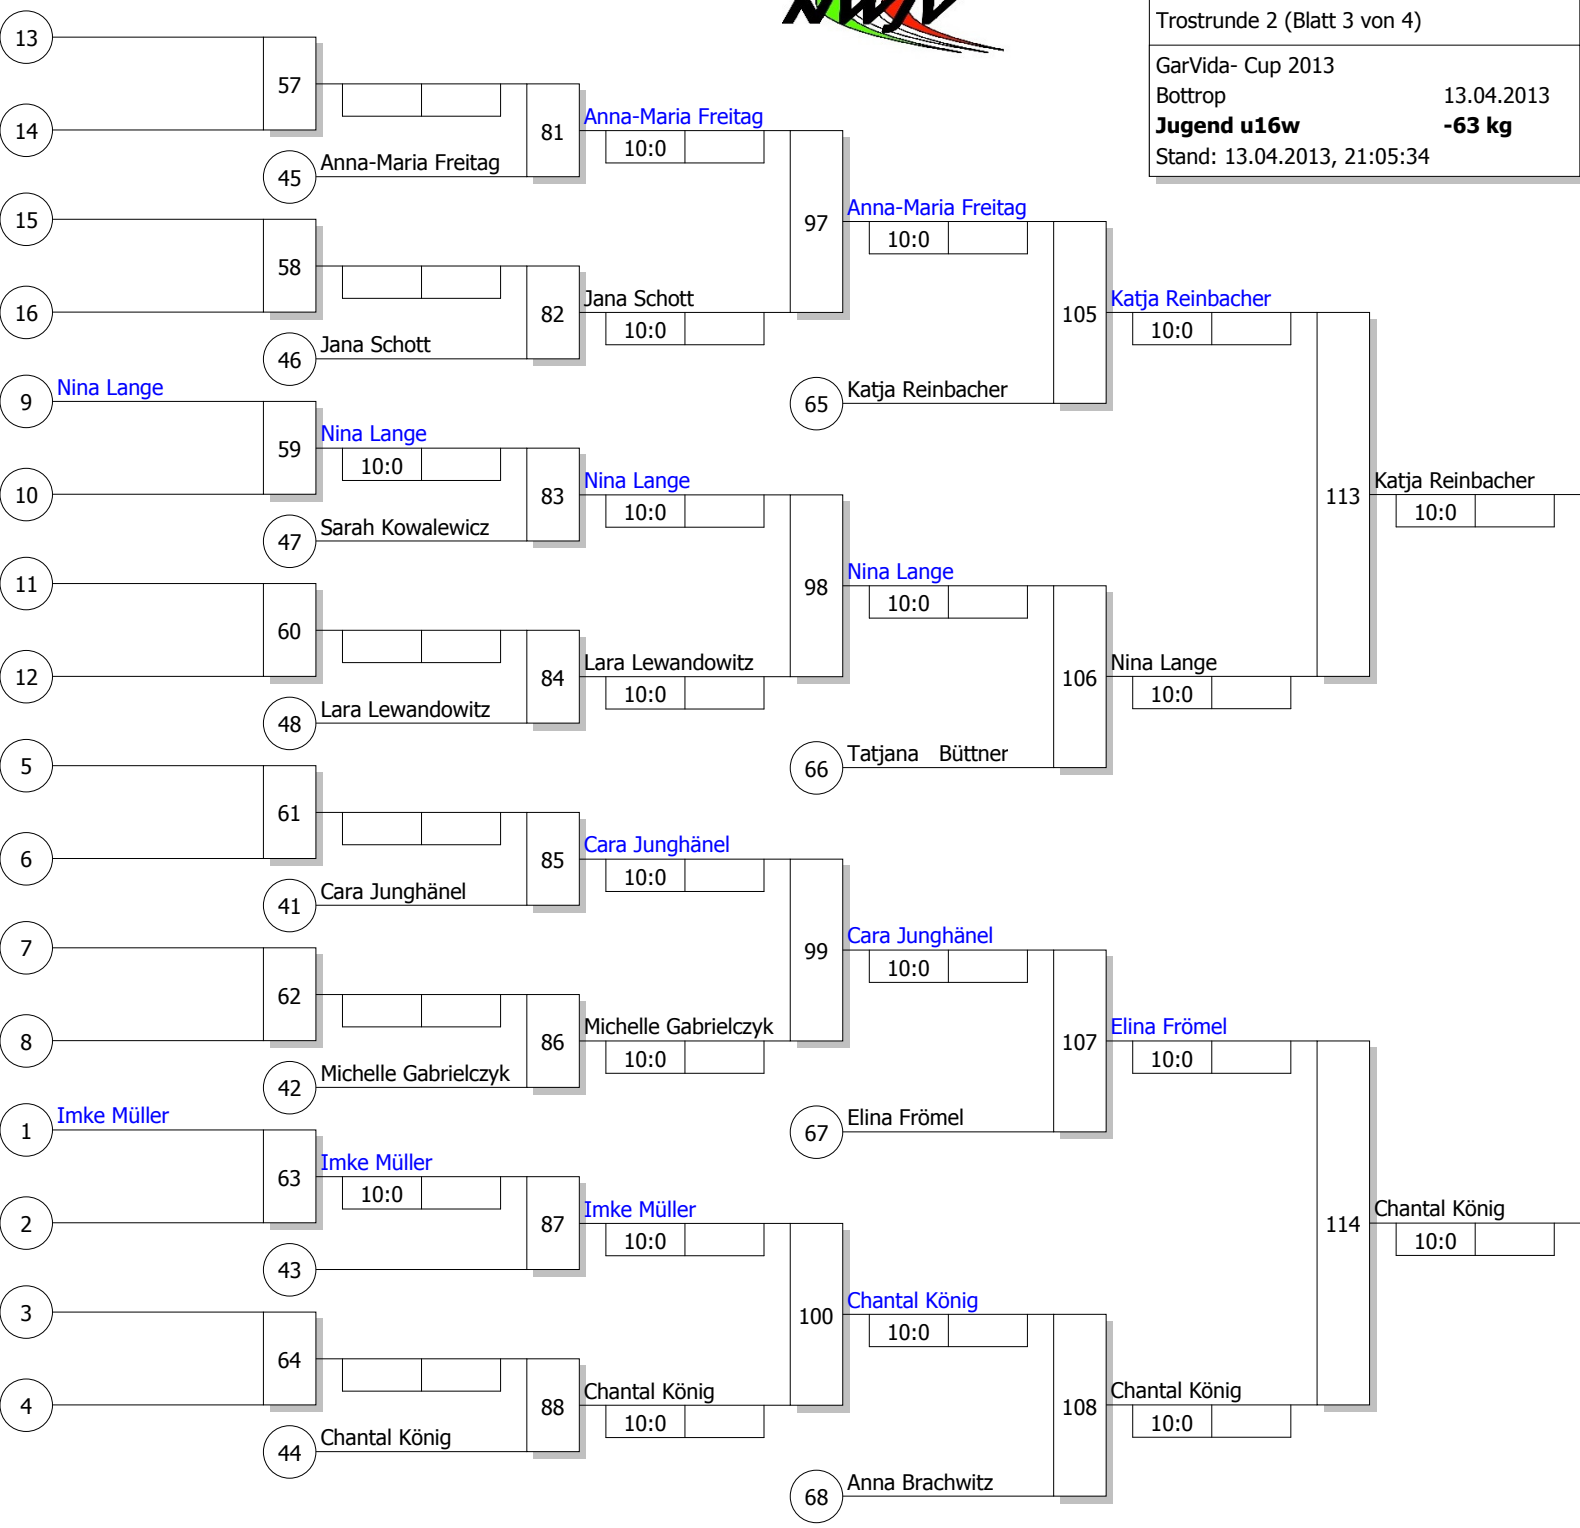 NWJV
Trostrunde 2 (Blatt 3 von 4)
GarVida- Cup 2013
Bottrop 13.04.2013
Jugend u16w -63 kg
Stand: 13.04.2013, 21:05:34
13
57
14
81
Anna-Maria Freitag
10:0
45
Anna-Maria Freitag
15
97
Anna-Maria Freitag
10:0
58
16
82
Jana Schott
10:0
46
Jana Schott
105
Katja Reinbacher
10:0
65
Katja Reinbacher
9
Nina Lange
59
Nina Lange
10:0
10
83
Nina Lange
10:0
47
Sarah Kowalewicz
113
Katja Reinbacher
10:0
11
98
Nina Lange
10:0
60
12
84
Lara Lewandowitz
10:0
48
Lara Lewandowitz
106
Nina Lange
10:0
66
Tatjana Büttner
5
61
6
85
Cara Junghänel
10:0
41
Cara Junghänel
7
99
Cara Junghänel
10:0
62
8
86
Michelle Gabrielczyk
10:0
42
Michelle Gabrielczyk
107
Elina Frömel
10:0
67
Elina Frömel
1
Imke Müller
63
Imke Müller
10:0
2
87
Imke Müller
10:0
43
114
Chantal König
10:0
3
100
Chantal König
10:0
64
4
88
Chantal König
10:0
44
Chantal König
108
Chantal König
10:0
68
Anna Brachwitz